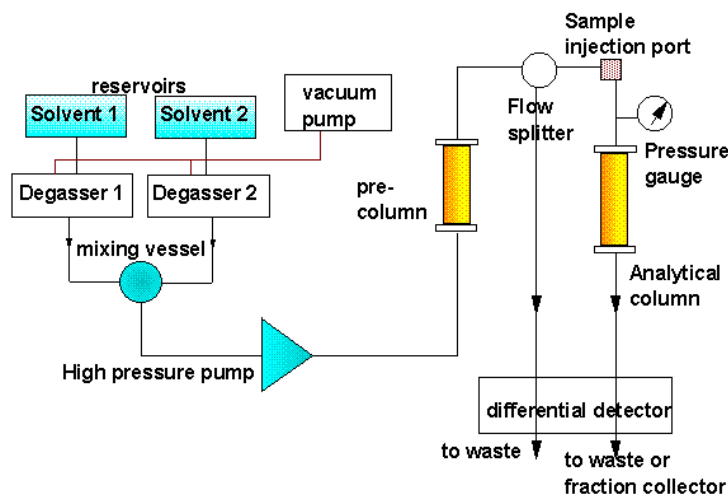 reservoirs
Solvent 1
Solvent 2
vacuum
pump
Degasser 1
Degasser 2
mixing vessel
High pressure pump
pre-
column
Flow
splitter
Sample
injection port
Pressure
gauge
Analytical
column
differential detector
to waste
to waste or
fraction collector